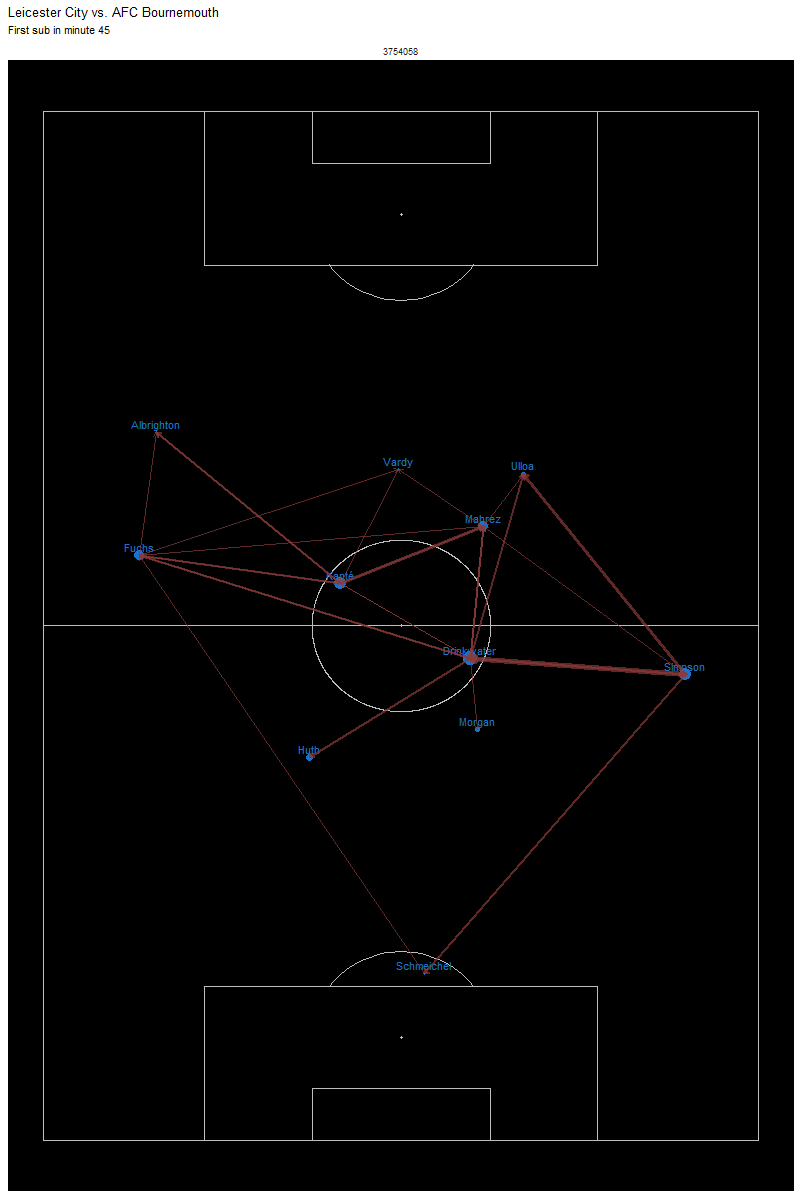 Leicester City vs. AFC Bournemouth
First sub in minute 45
3754058
Albrighton
Vardy
Ulloa
Mahrez
Fuchs
Kanté
Drinkwater
Simpson
Morgan
Huth
Schmeichel